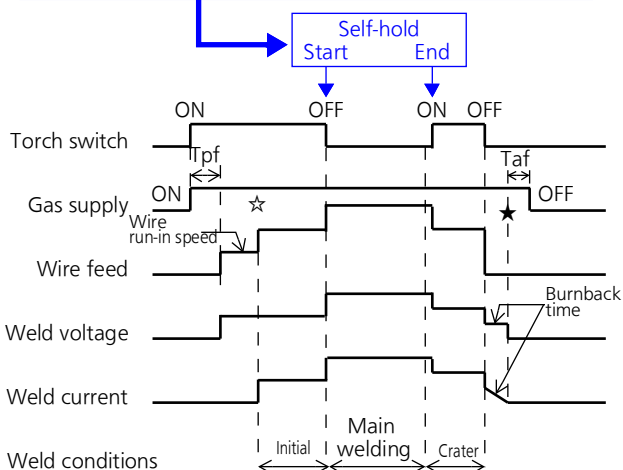 Self-hold
Start End
ON OFF ON OFF
Torch switch
Tpf Taf
ON OFF
Gas supply ☆ ★
Wire
run-in speed
Wire feed
Burnback
time
Weld voltage
Weld current
Main
Initial welding Crater
Weld conditions